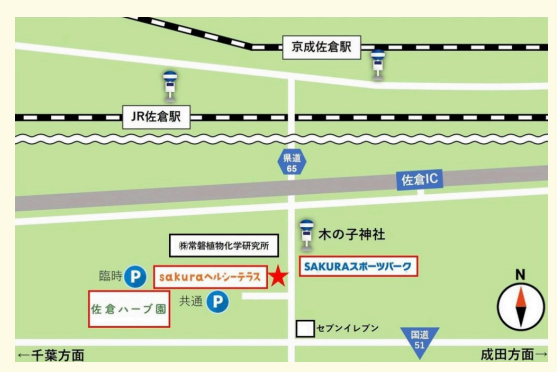 京成佐倉駅
JR佐倉駅
県道
65
佐倉IC
木の子神社
㈱常磐植物化学研究所
SAKURAスポーツパーク
臨時 P
sakuraヘルシーテラス
佐倉ハーブ園
共通 P
N
セブンイレブン
国道
51
←千葉方面
成田方面→